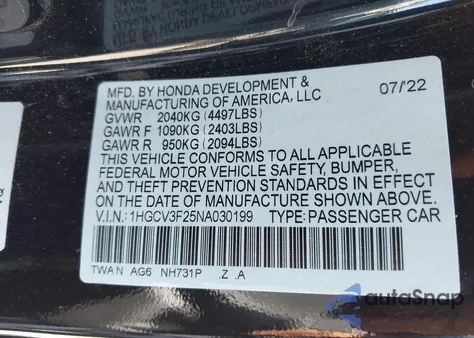 MFD. BY HONDA DEVELOPMENT & 07/'22
MANUFACTURING OF AMERICA, LLC
GVWR 2040KG (4497LBS)
GAWR F 1090KG (2403LBS)
GAWR R 950KG (2094LBS)
THIS VEHICLE CONFORMS TO ALL APPLICABLE
FEDERAL MOTOR VEHICLE SAFETY, BUMPER,
AND THEFT PREVENTION STANDARDS IN EFFECT
ON THE DATE OF MANUFACTURE SHOWN ABOVE.
V.I.N.: 1HGCV3F25NA030199 TYPE: PASSENGER CAR
TWA N AG6 NH731P .Z .A
autoSnap